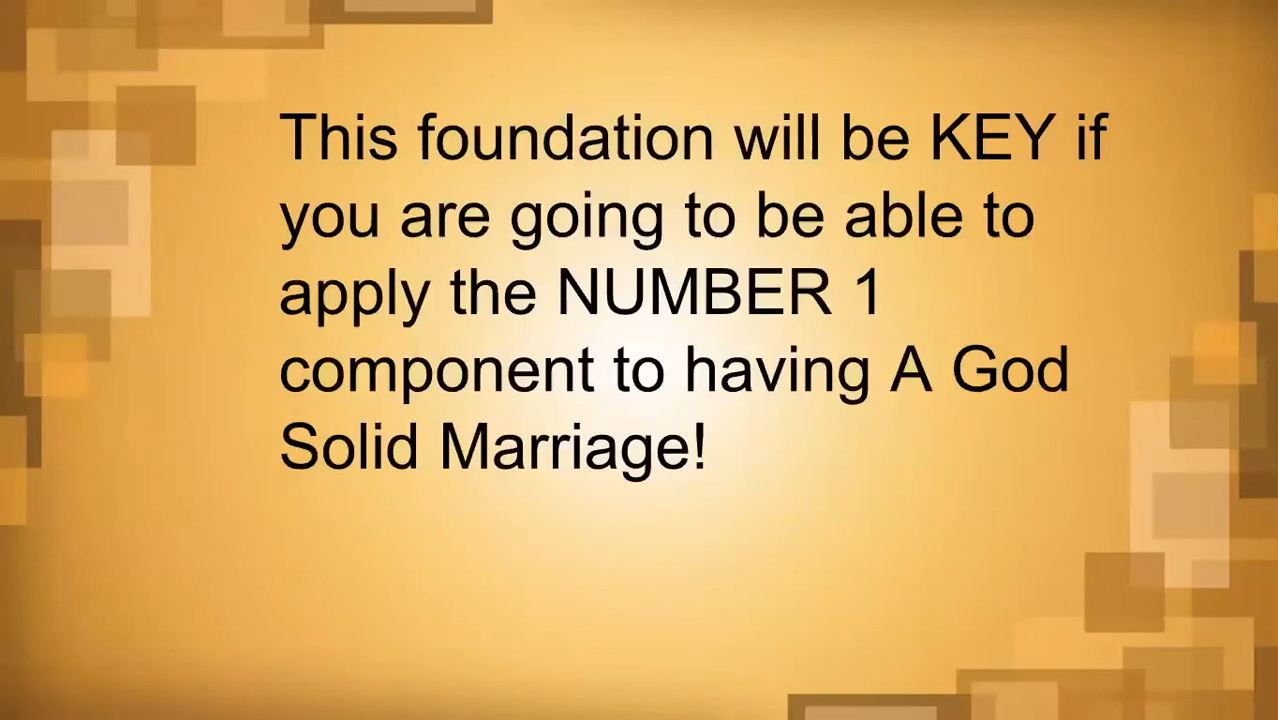 This foundation will be KEY if
you are going to be able to
apply the NUMBER 1
component to having A God
Solid Marriage!